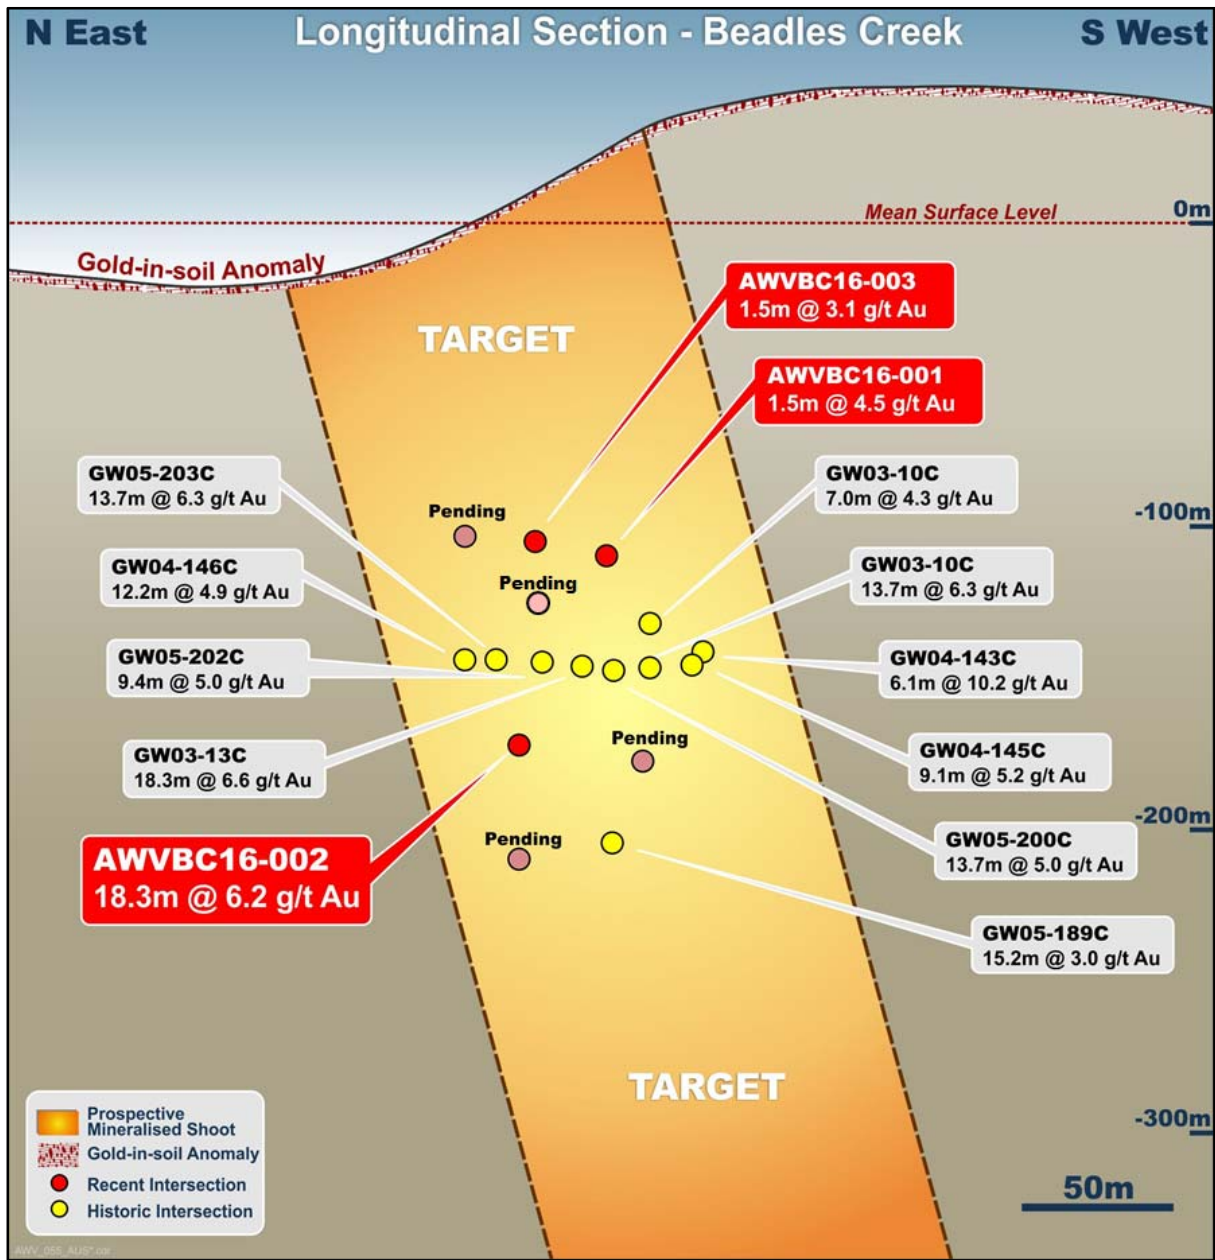 N East
Longitudinal Section - Beadles Creek
S West
Mean Surface Level
0m
Gold-in-soil Anomaly
AWVBC16-003
1.5m @ 3.1 g/t Au
TARGET
AWVBC16-001
1.5m @ 4.5 g/t Au
GW05-203C
13.7m @ 6.3 g/t Au
GW03-10C
7.0m @ 4.3 g/t Au
Pending
-100m
GW04-146C
12.2m @ 4.9 g/t Au
Pending
GW03-10C
13.7m @ 6.3 g/t Au
GW05-202C
9.4m @ 5.0 g/t Au
GW04-143C
6.1m @ 10.2 g/t Au
GW03-13C
18.3m @ 6.6 g/t Au
Pending
GW04-145C
9.1m @ 5.2 g/t Au
-200m
AWVBC16-002
18.3m @ 6.2 g/t Au
Pending
GW05-200C
13.7m @ 5.0 g/t Au
GW05-189C
15.2m @ 3.0 g/t Au
TARGET
-300m
Prospective
Mineralised Shoot
Gold-in-soil Anomaly
Recent Intersection
Historic Intersection
50m